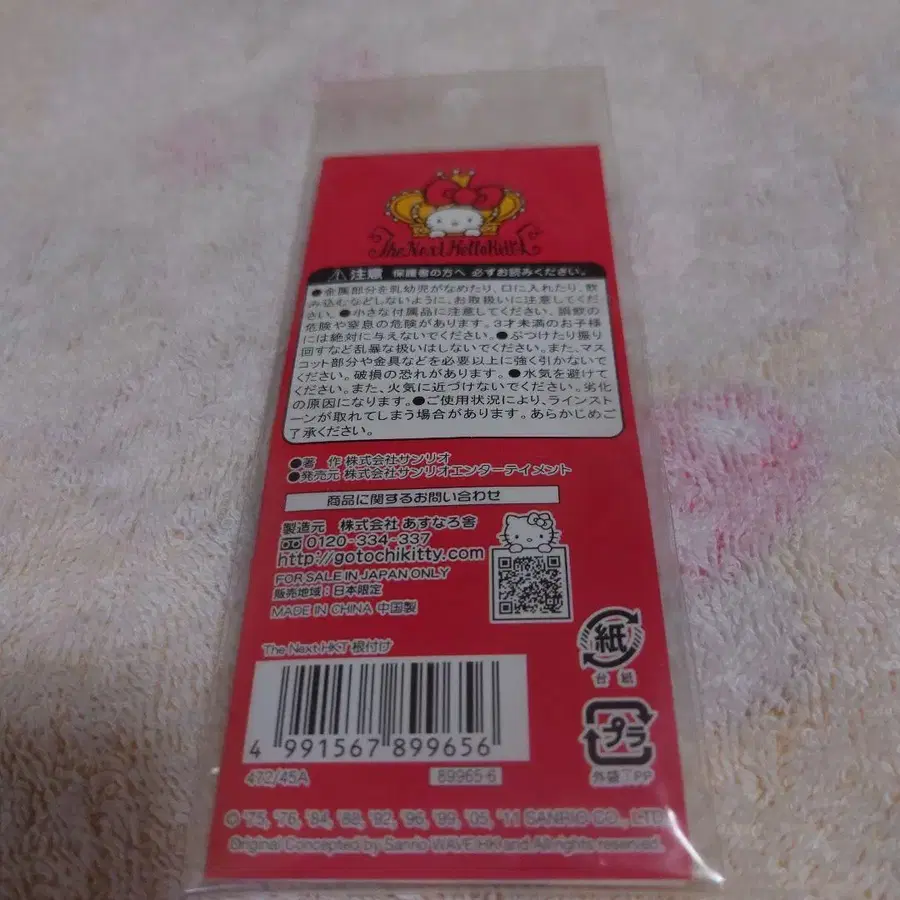 The Next Hello Kitty
注意 保護者の方へ 必ずお読みください。
●金属部分を乳幼児がなめたり、口に入れたり、飲
み込むなどしないように、お取扱いに注意してくだ
さい。●小さな付属品に注意してください。誤飲の
危険や窒息の危険があります。3才未満のお子様
には絶対に与えないでください。●ぶつけたり振り
回すなど乱暴な扱いはしないでください。また、マス
コット部分や金具などを必要以上に強く引かないで
ください。破損の恐れがあります。●水気を避けて
ください。また、火気に近づけないでください。劣化
の原因になります。●ご使用状況により、ラインスト
ーンが取れてしまう場合があります。あらかじめご
了承ください。
●著 作 株式会社サンリオ
●発売元 株式会社サンリオエンターテイメント
商品に関するお問い合わせ
製造元 株式会社 あすなろ舎
0120-334-337
http://gotochikitty.com
FOR SALE IN JAPAN ONLY
販売地域:日本限定
MADE IN CHINA 中国製
紙
台 紙
The Next HKT 根付け
4 991567 899656
プラ
外袋:PP
472/45A
89965-6
© '75, '76, '84, '88, '92, '96, '99, '05, '11 SANRIO CO., LTD.
Original Concepted by Sanrio WAVE HK and All rights reserved.